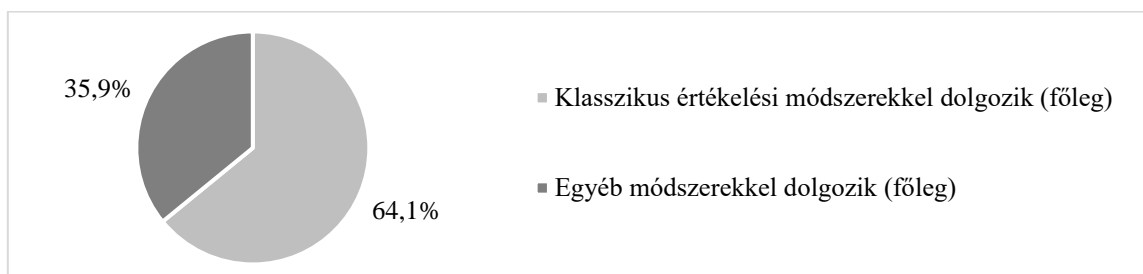 35,9%
64,1%
Klasszikus értékelési módszerekkel dolgozik (főleg)
Egyéb módszerekkel dolgozik (főleg)